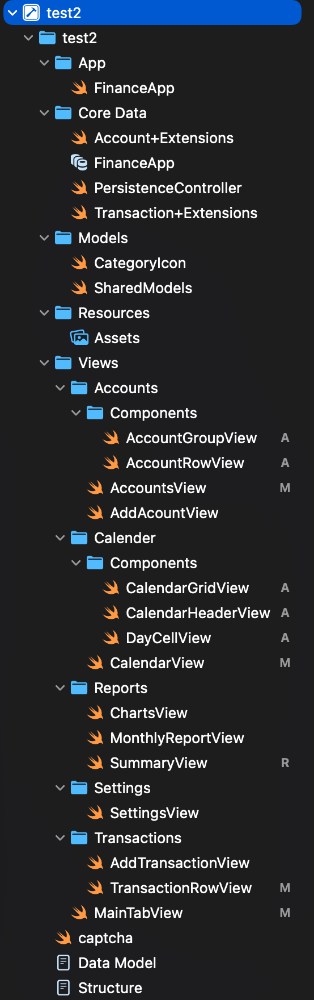 test2
test2
App
FinanceApp
Core Data
Account+Extensions
FinanceApp
PersistenceController
Transaction+Extensions
Models
CategoryIcon
SharedModels
Resources
Assets
Views
Accounts
Components
AccountGroupView A
AccountRowView A
AccountsView M
AddAcountView
Calender
Components
CalendarGridView A
CalendarHeaderView A
DayCellView A
CalendarView M
Reports
ChartsView
MonthlyReportView
SummaryView R
Settings
SettingsView
Transactions
AddTransactionView
TransactionRowView M
MainTabView M
captcha
Data Model
Structure